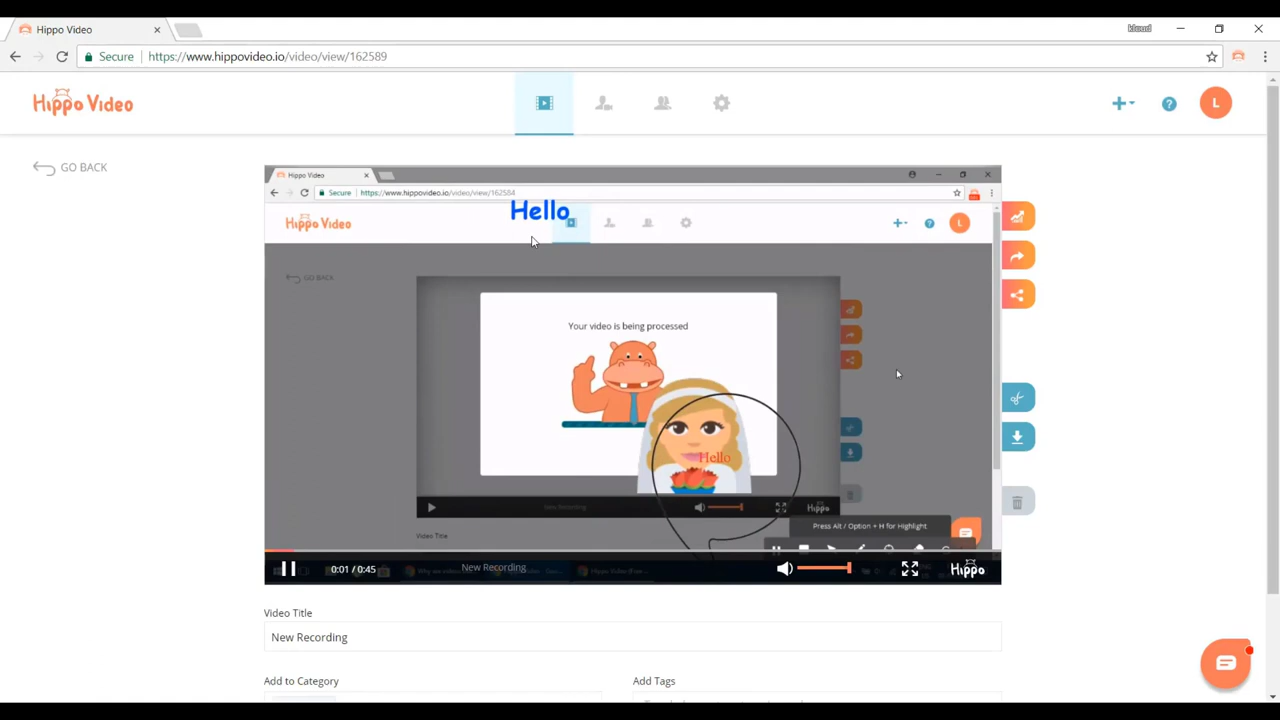 Hippo Video
Secure
https://www.hippovideo.io/video/view/162589
Hippo Video
L
GO BACK
Hippo Video
Secure
https://www.hippovideo.io/video/view/162584
Hello
Hippo Video
L
GO BACK
Your video is being processed
Hello
New Recording
Hippo
Press Alt / Option + H for Highlight
Video Title
0:01 / 0:45
New Recording
Hippo
Video Title
New Recording
Add to Category
Add Tags